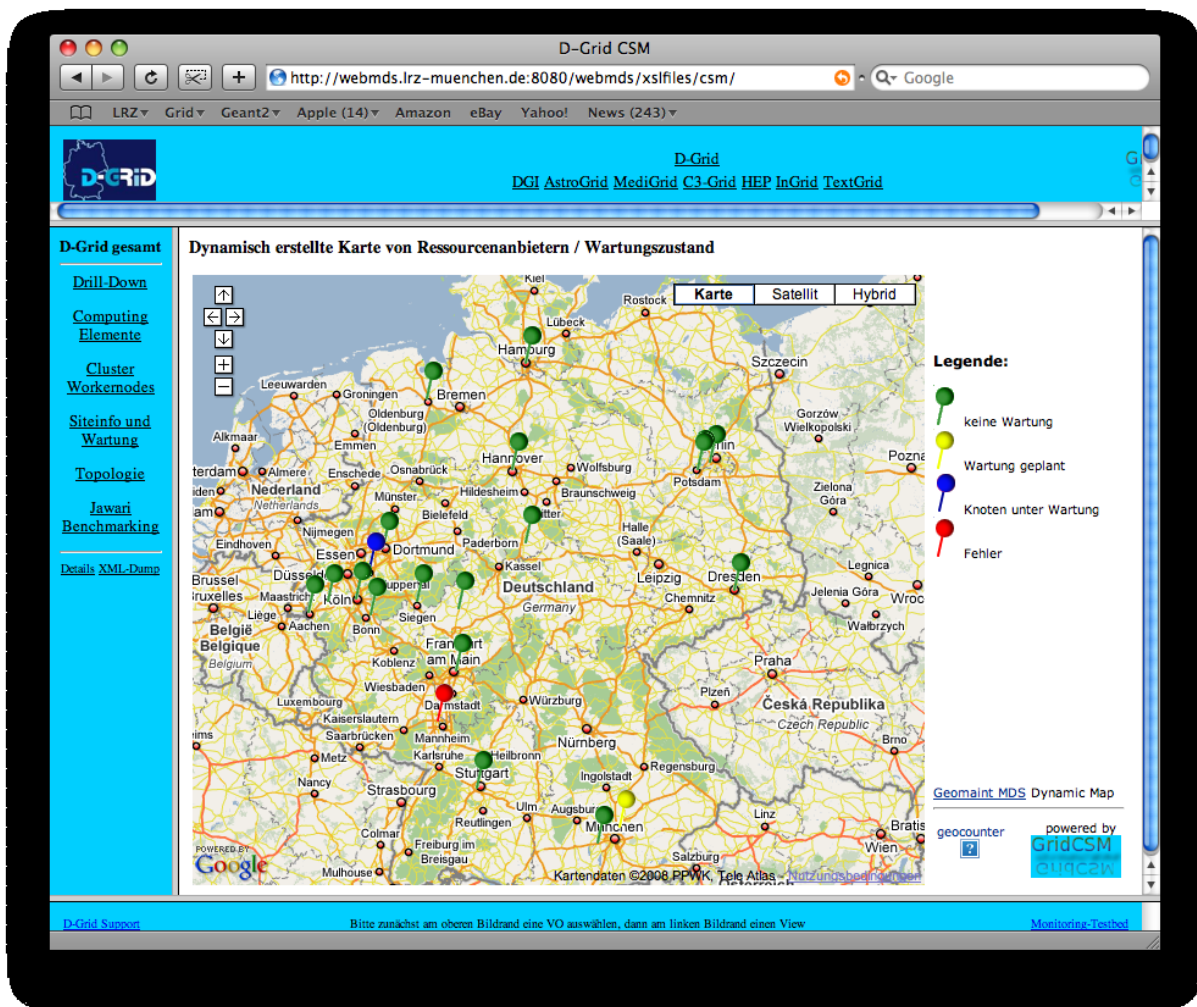 D-Grid CSM
http://webmds.lrz-muenchen.de:8080/webmds/xslfiles/csm/
Google
LRZ Grid Geant2 Apple (14) Amazon eBay Yahoo! News (243)
D-GRiD
D-Grid
DGI AstroGrid MediGrid C3-Grid HEP InGrid TextGrid
D-Grid gesamt
Drill-Down
Computing
Elemente
Cluster
Workernodes
Siteinfo und
Wartung
Topologie
Jawari
Benchmarking
Details XML-Dump
Dynamisch erstellte Karte von Ressourcenanbietern / Wartungszustand
Karte Satellit Hybrid
Kiel
Rostock
Lübeck
Hamburg
Szczecin
Leeuwarden
Groningen
Bremen
Oldenburg
(Oldenburg)
Gorzów
Wielkopolski
Alkmaar
Emmen
Hannover
Wolfsburg
Potsdam
Almere
Enschede
Osnabrück
Nederland
Netherlands
Münster
Hildesheim
Braunschweig
Zielona
Góra
Bielefeld
Nijmegen
Halle
(Saale)
Eindhoven
Essen
Dortmund
Paderborn
Kassel
Leipzig
Dresden
Legnica
Brussel
Maastricht
Köln
Deutschland
Germany
Chemnitz
Jelenia Góra
Liège
Aachen
Bonn
Siegen
Wałbrzych
België
Belgique
Belgium
Koblenz
am Main
Praha
Wiesbaden
Luxembourg
Darmstadt
Würzburg
Plzeň
Česká Republika
Czech Republic
Kaiserslautern
Saarbrücken
Mannheim
Nürnberg
Brno
Metz
Karlsruhe
Heilbronn
Regensburg
Nancy
Stuttgart
Ingolstadt
Strasbourg
Ulm
Reutlingen
München
Linz
Colmar
Freiburg im
Breisgau
Wien
Salzburg
Mulhouse
POWERED BY
Google
Kartendaten ©2008 PPWK, Tele Atlas - Nutzungsbedingungen
Legende:
keine Wartung
Wartung geplant
Knoten unter Wartung
Fehler
Geomaint MDS Dynamic Map
geocounter
powered by
GridCSM
D-Grid Support
Bitte zunächst am oberen Bildrand eine VO auswählen, dann am linken Bildrand einen View
Monitoring-Testbed